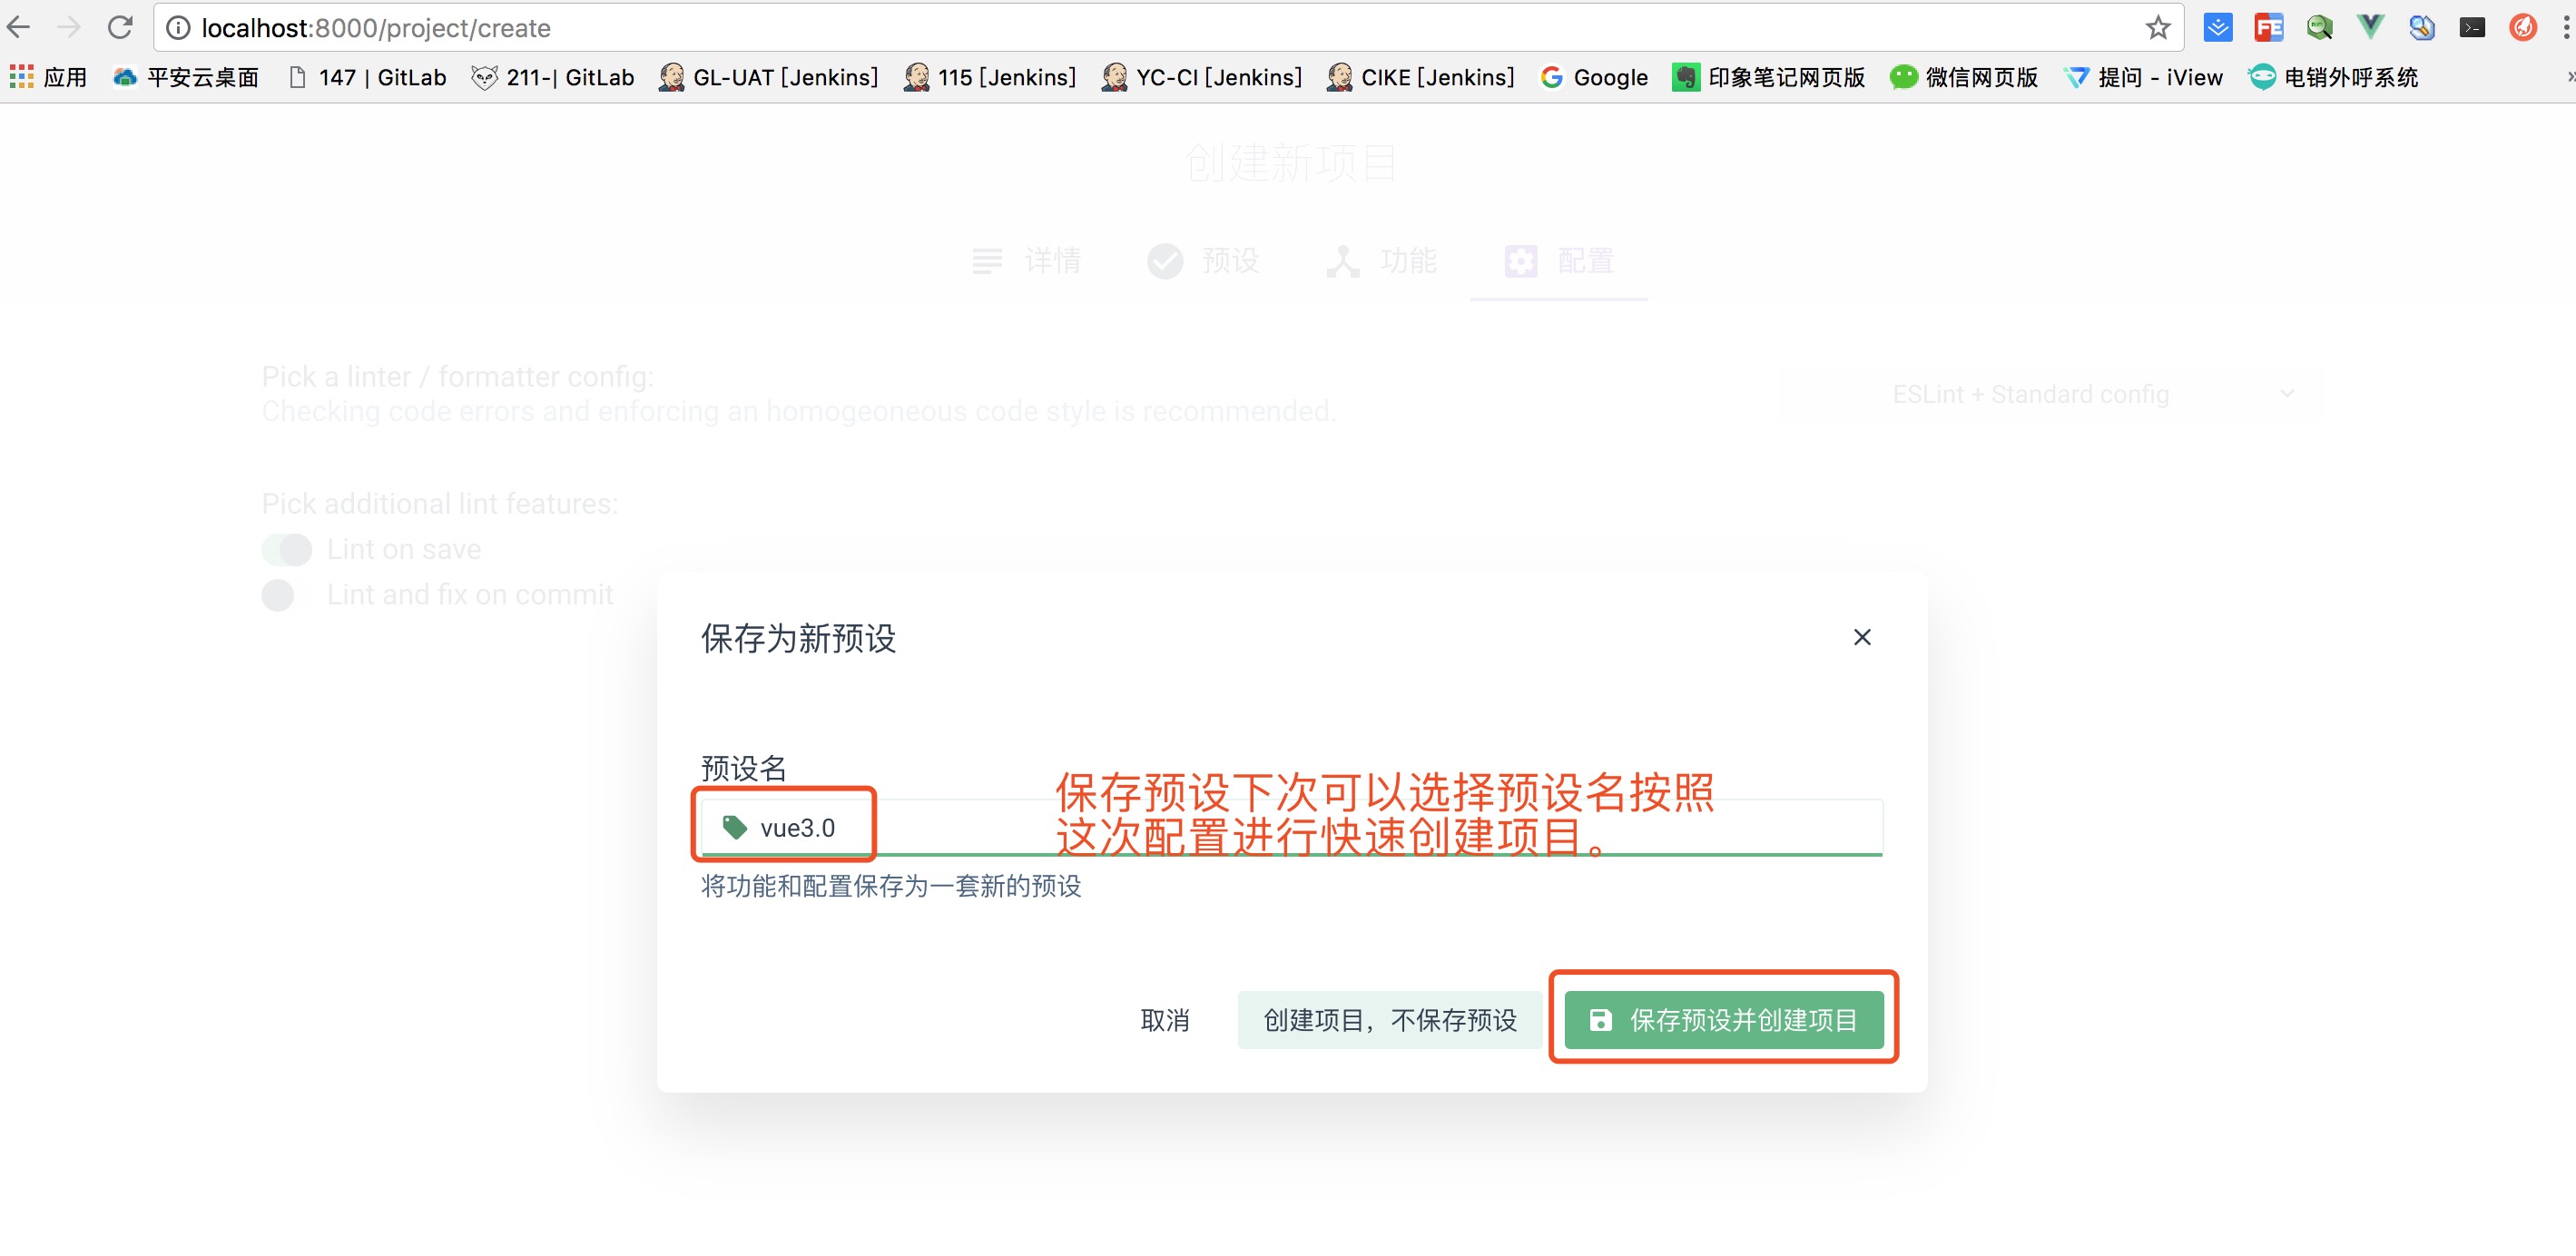 localhost:8000/project/create
应用 平安云桌面 147 | GitLab 211-| GitLab GL-UAT [Jenkins] 115 [Jenkins] YC-CI [Jenkins] CIKE [Jenkins] Google 印象笔记网页版 微信网页版 提问 - iView 电销外呼系统
创建新项目
详情 预设 功能 配置
Pick a linter / formatter config:
Checking code errors and enforcing an homogeoneous code style is recommended.
ESLint + Standard config
Pick additional lint features:
Lint on save
Lint and fix on commit
保存为新预设
预设名
vue3.0
保存预设下次可以选择预设名按照
这次配置进行快速创建项目。
将功能和配置保存为一套新的预设
取消 创建项目，不保存预设 保存预设并创建项目